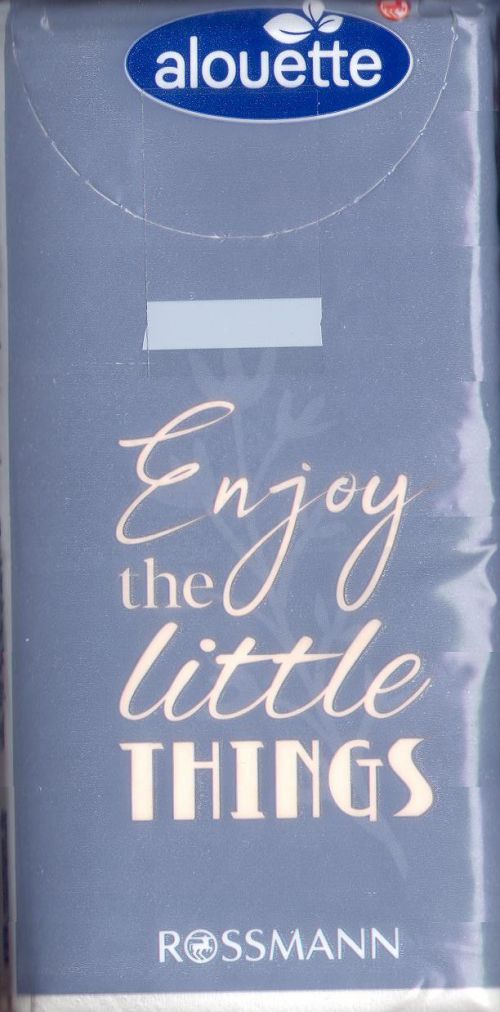 alouette
Enjoy
the
little
THINGS
ROSSMANN